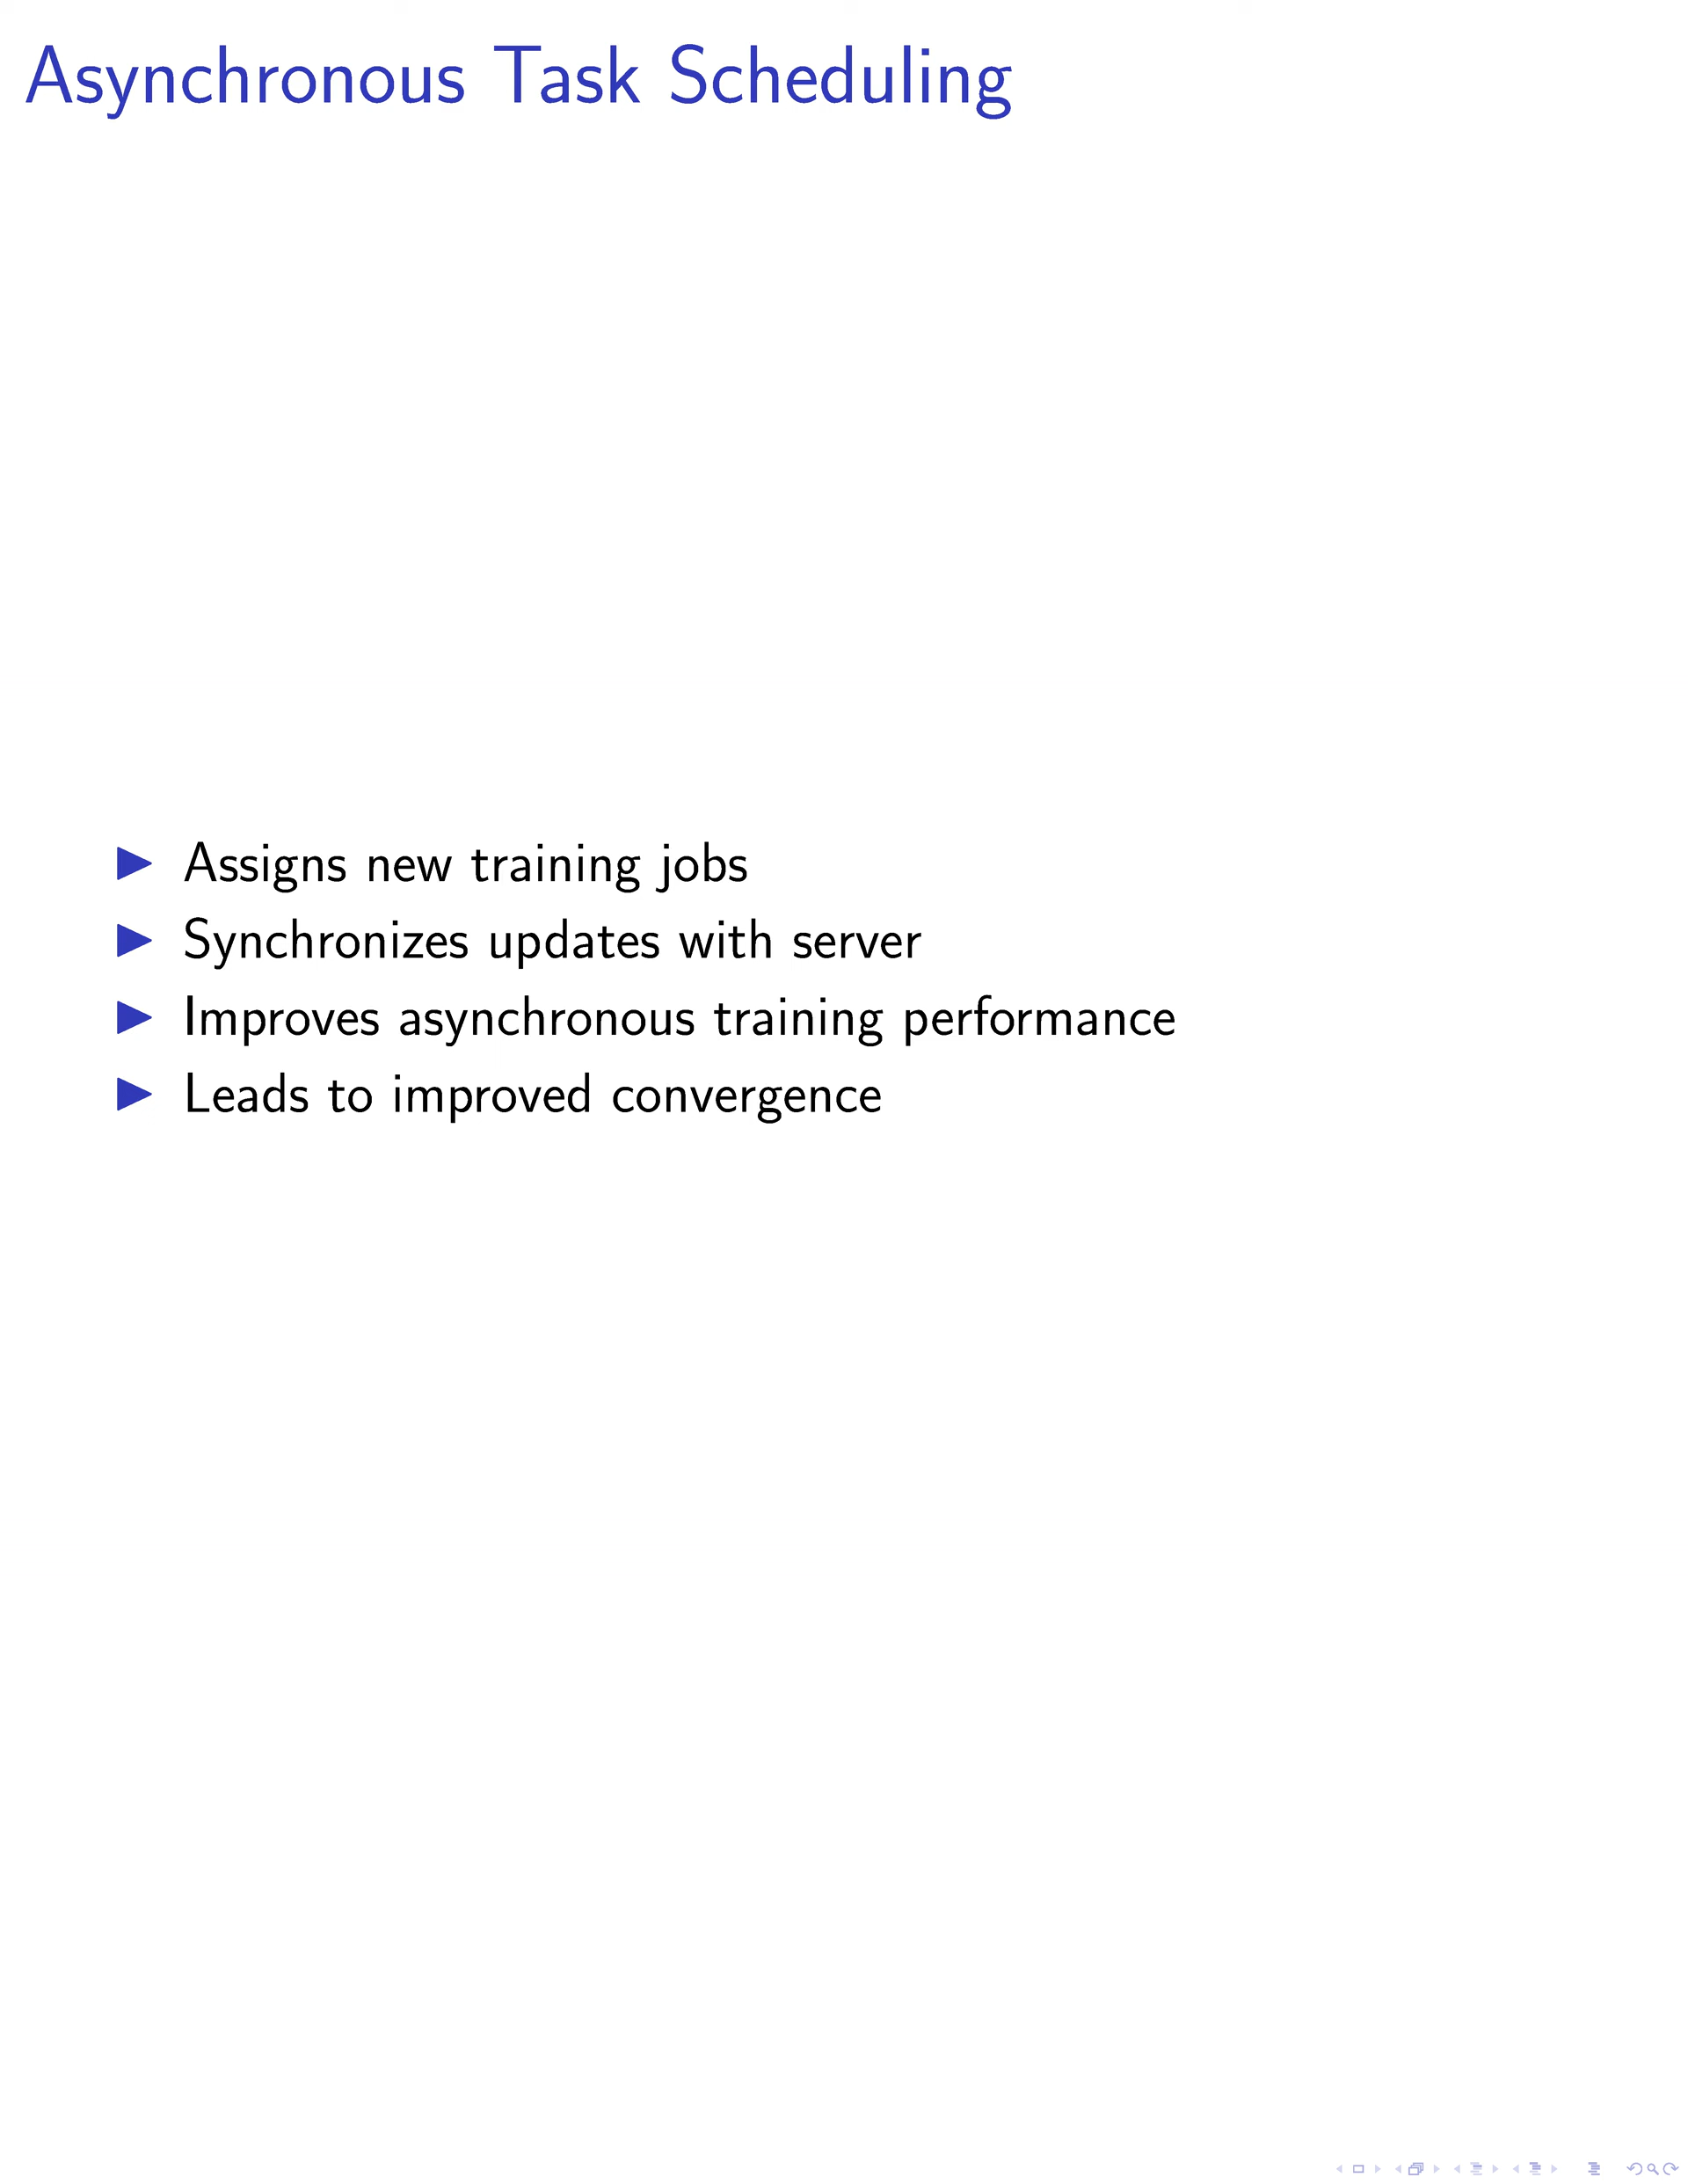 Asynchronous Task Scheduling
Assigns new training jobs
Synchronizes updates with server
Improves asynchronous training performance
Leads to improved convergence